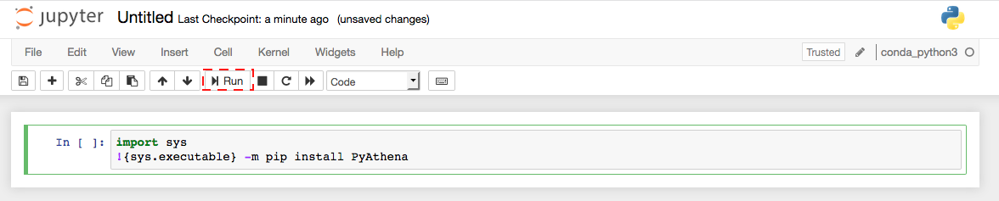 jupyter Untitled Last Checkpoint: a minute ago (unsaved changes)
File Edit View Insert Cell Kernel Widgets Help Trusted conda_python3
Run Code
In [ ]: import sys
!{sys.executable} -m pip install PyAthena